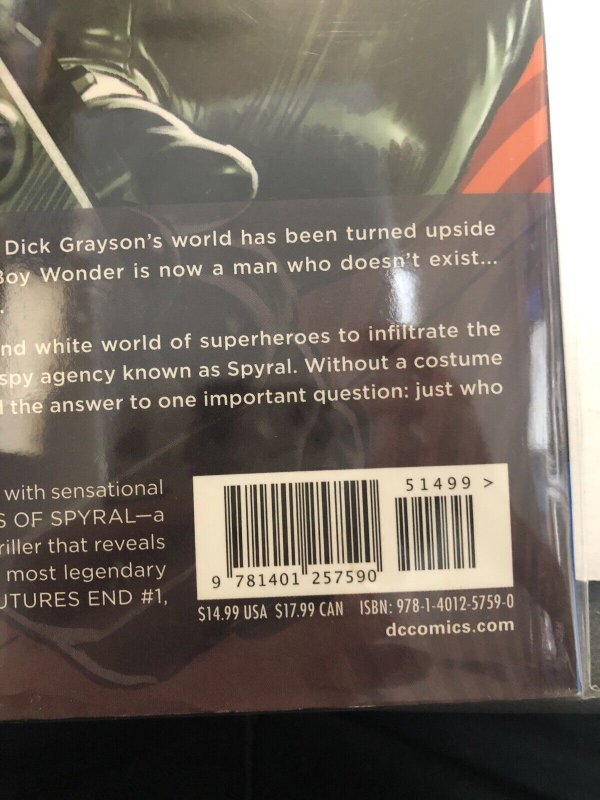 Dick Grayson's world has been turned upside
Boy Wonder is now a man who doesn't exist...
.
nd white world of superheroes to infiltrate the
spy agency known as Spyral. Without a costume
the answer to one important question: just who
with sensational
S OF SPYRAL—a
riller that reveals
most legendary
UTURES END #1,
51499 >
9 781401 257590
$14.99 USA $17.99 CAN ISBN: 978-1-4012-5759-0
dccomics.com